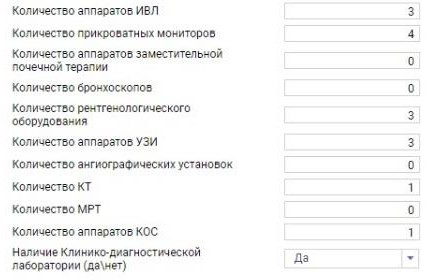 Количество аппаратов ИВЛ 3
Количество прикроватных мониторов 4
Количество аппаратов заместительной
почечной терапии 0
Количество бронхоскопов 0
Количество рентгенологического
оборудования 3
Количество аппаратов УЗИ 3
Количество ангиографических установок 0
Количество КТ 1
Количество МРТ 0
Количество аппаратов КОС 1
Наличие Клинико-диагностической
лаборатории (да\нет) Да